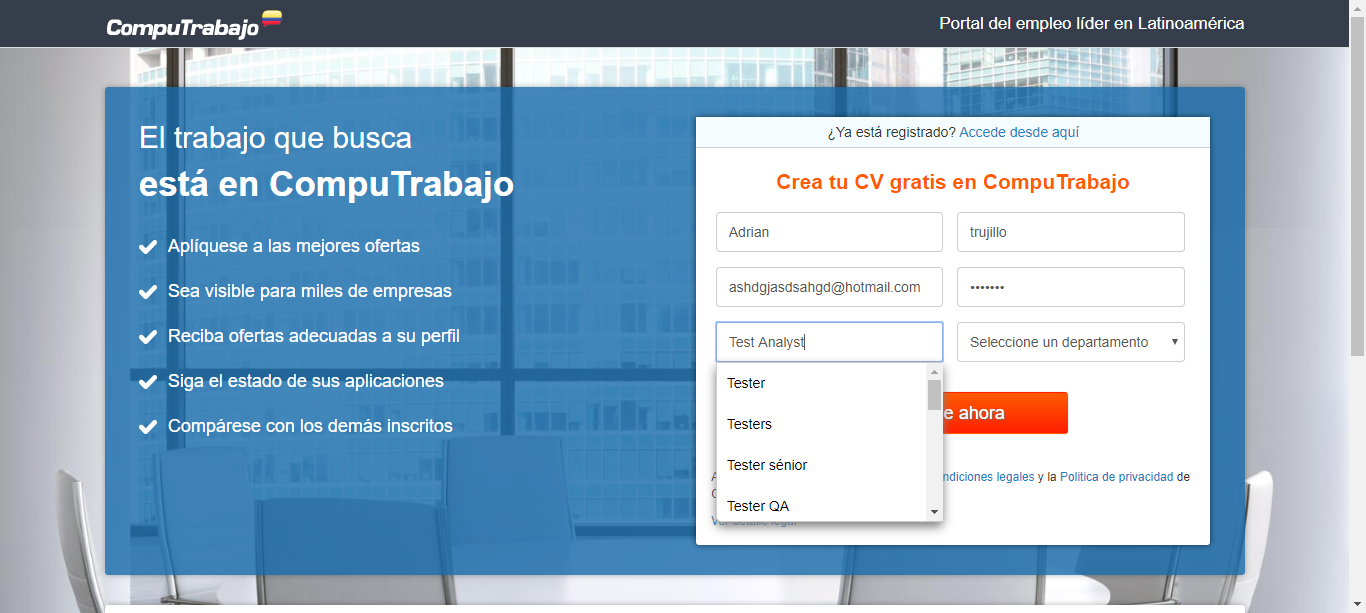 CompuTrabajo
Portal del empleo líder en Latinoamérica
El trabajo que busca
está en CompuTrabajo
Aplíquese a las mejores ofertas
Sea visible para miles de empresas
Reciba ofertas adecuadas a su perfil
Siga el estado de sus aplicaciones
Compárese con los demás inscritos
¿Ya está registrado? Accede desde aquí
Crea tu CV gratis en CompuTrabajo
Adrian
trujillo
ashdgjasdsahgd@hotmail.com
•••••••
Test Analyst
Seleccione un departamento
Tester
Testers
Tester sénior
Tester QA
e ahora
ndiciones legales y la Política de privacidad de
Ver detalle legal